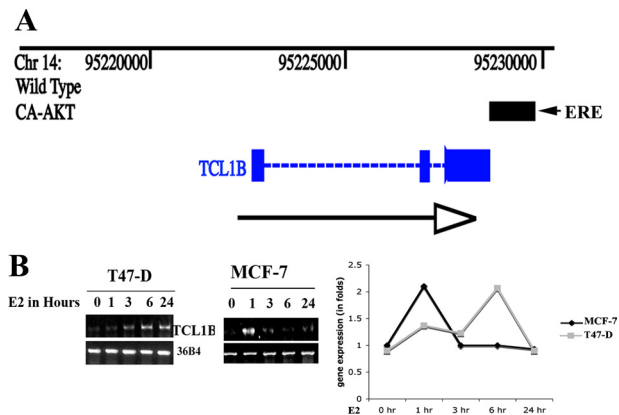 A
Chr 14: 95220000 95225000 95230000
Wild Type
CA-AKT
ERE
TCL1B
B
T47-D
E2 in Hours 0 1 3 6 24
TCL1B
36B4
MCF-7
0 1 3 6 24
gene expression (in folds)
2.5
2
1.5
1
0.5
0
MCF-7
T47-D
E2 0 hr 1 hr 3 hr 6 hr 24 hr